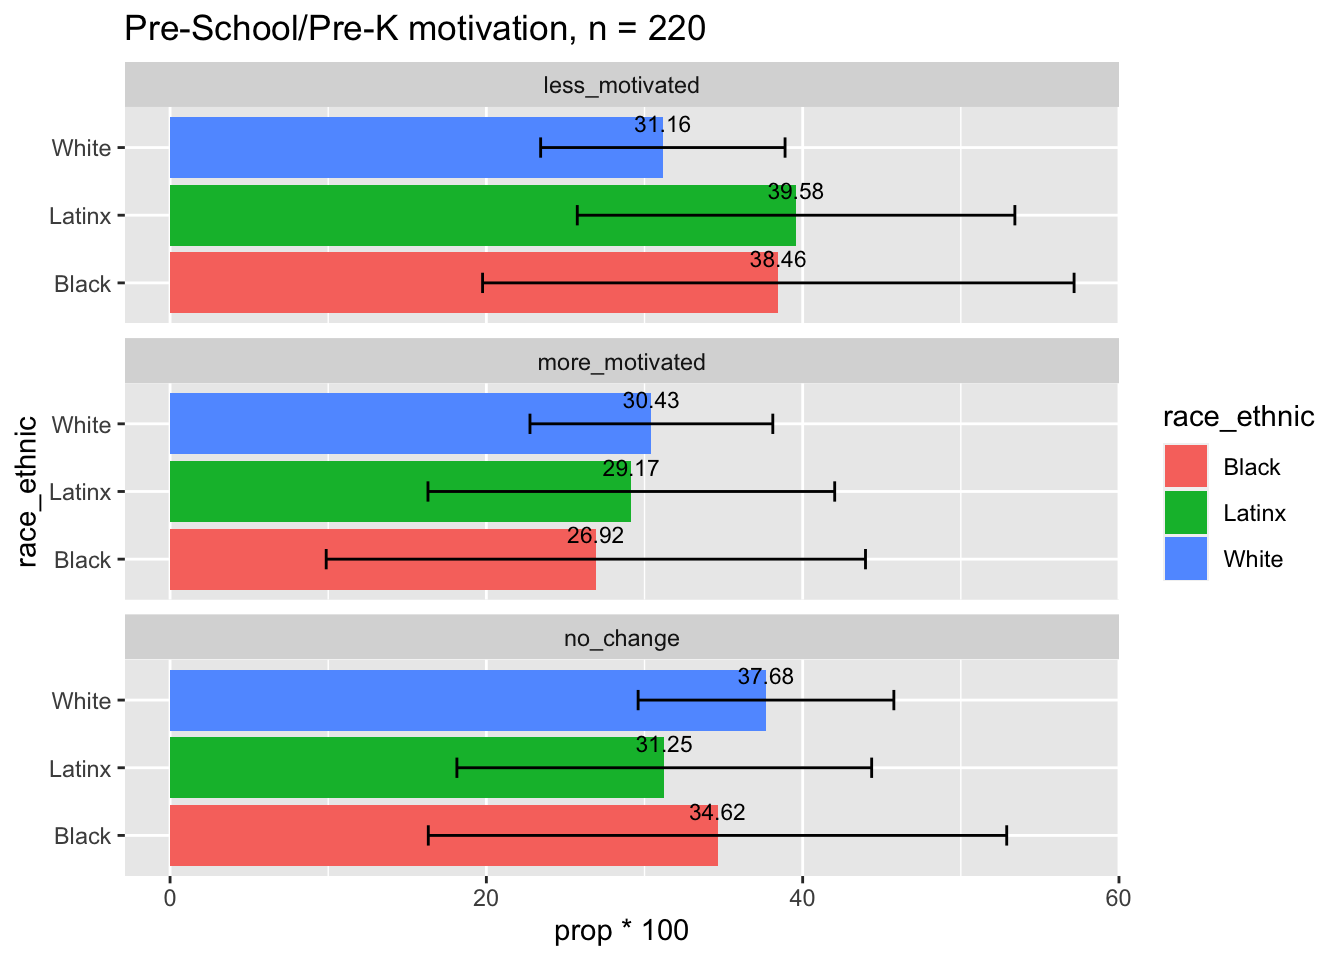 Pre-School/Pre-K motivation, n = 220
less_motivated
White
31.16
Latinx
39.58
Black
38.46
more_motivated
White
30.43
Latinx
29.17
Black
26.92
no_change
White
37.68
Latinx
31.25
Black
34.62
0 20 40 60
prop * 100
race_ethnic
race_ethnic
Black
Latinx
White